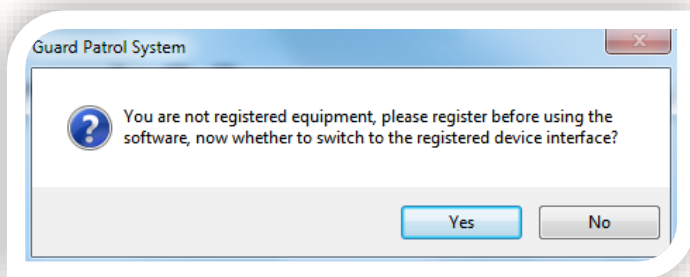 Guard Patrol System
You are not registered equipment, please register before using the
software, now whether to switch to the registered device interface?
Yes
No